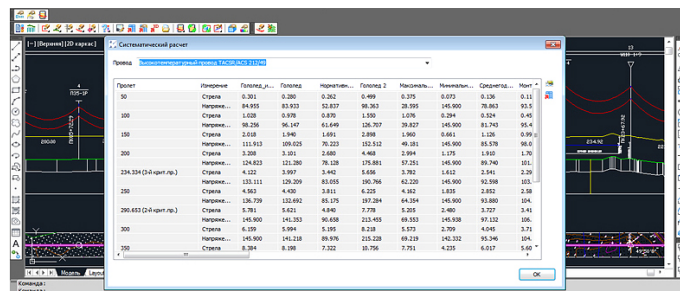 [-][Верхняя][2D каркас]
Систематический расчет
Провод Высокотемпературный провод TACSR/ACS 212/49
Пролет Измерение Гололед_н... Гололед Нормативн... Гололед 2 Максималь... Минимальн... Среднегод... Монт
50 Стрела 0.301 0.280 0.262 0.499 0.375 0.073 0.136 0.11
Напряже... 84.955 83.933 52.837 98.363 28.595 145.900 78.863 93.5
100 Стрела 1.028 0.978 0.870 1.550 1.076 0.294 0.524 0.45
Напряже... 98.256 96.147 61.649 126.707 39.827 145.900 81.743 95.4
150 Стрела 2.018 1.940 1.691 2.898 1.960 0.661 1.126 0.99
Напряже... 111.913 109.025 70.223 152.512 49.181 145.900 85.578 98.0
200 Стрела 3.208 3.101 2.680 4.468 2.994 1.175 1.910 1.70
Напряже... 124.823 121.280 78.128 175.881 57.251 145.900 89.740 101.
234.334 (3-й крит.пр.) Стрела 4.122 3.997 3.442 5.656 3.782 1.612 2.541 2.29
Напряже... 133.111 129.209 83.055 190.766 62.220 145.900 92.598 103.
250 Стрела 4.563 4.430 3.811 6.225 4.162 1.835 2.852 2.58
Напряже... 136.739 132.692 85.175 197.284 64.354 145.900 93.880 104.
290.653 (2-й крит.пр.) Стрела 5.781 5.621 4.840 7.778 5.205 2.480 3.727 3.41
Напряже... 145.900 141.353 90.658 213.455 69.553 145.938 97.132 106.
300 Стрела 6.159 5.994 5.195 8.218 5.573 2.709 4.045 3.71
Напряже... 145.900 141.218 89.976 215.228 69.219 142.332 95.346 104.
350 Стрела 8.384 8.198 7.322 10.756 7.751 4.235 6.017 5.60
OK
Модель Layout
Команда:
Команда: